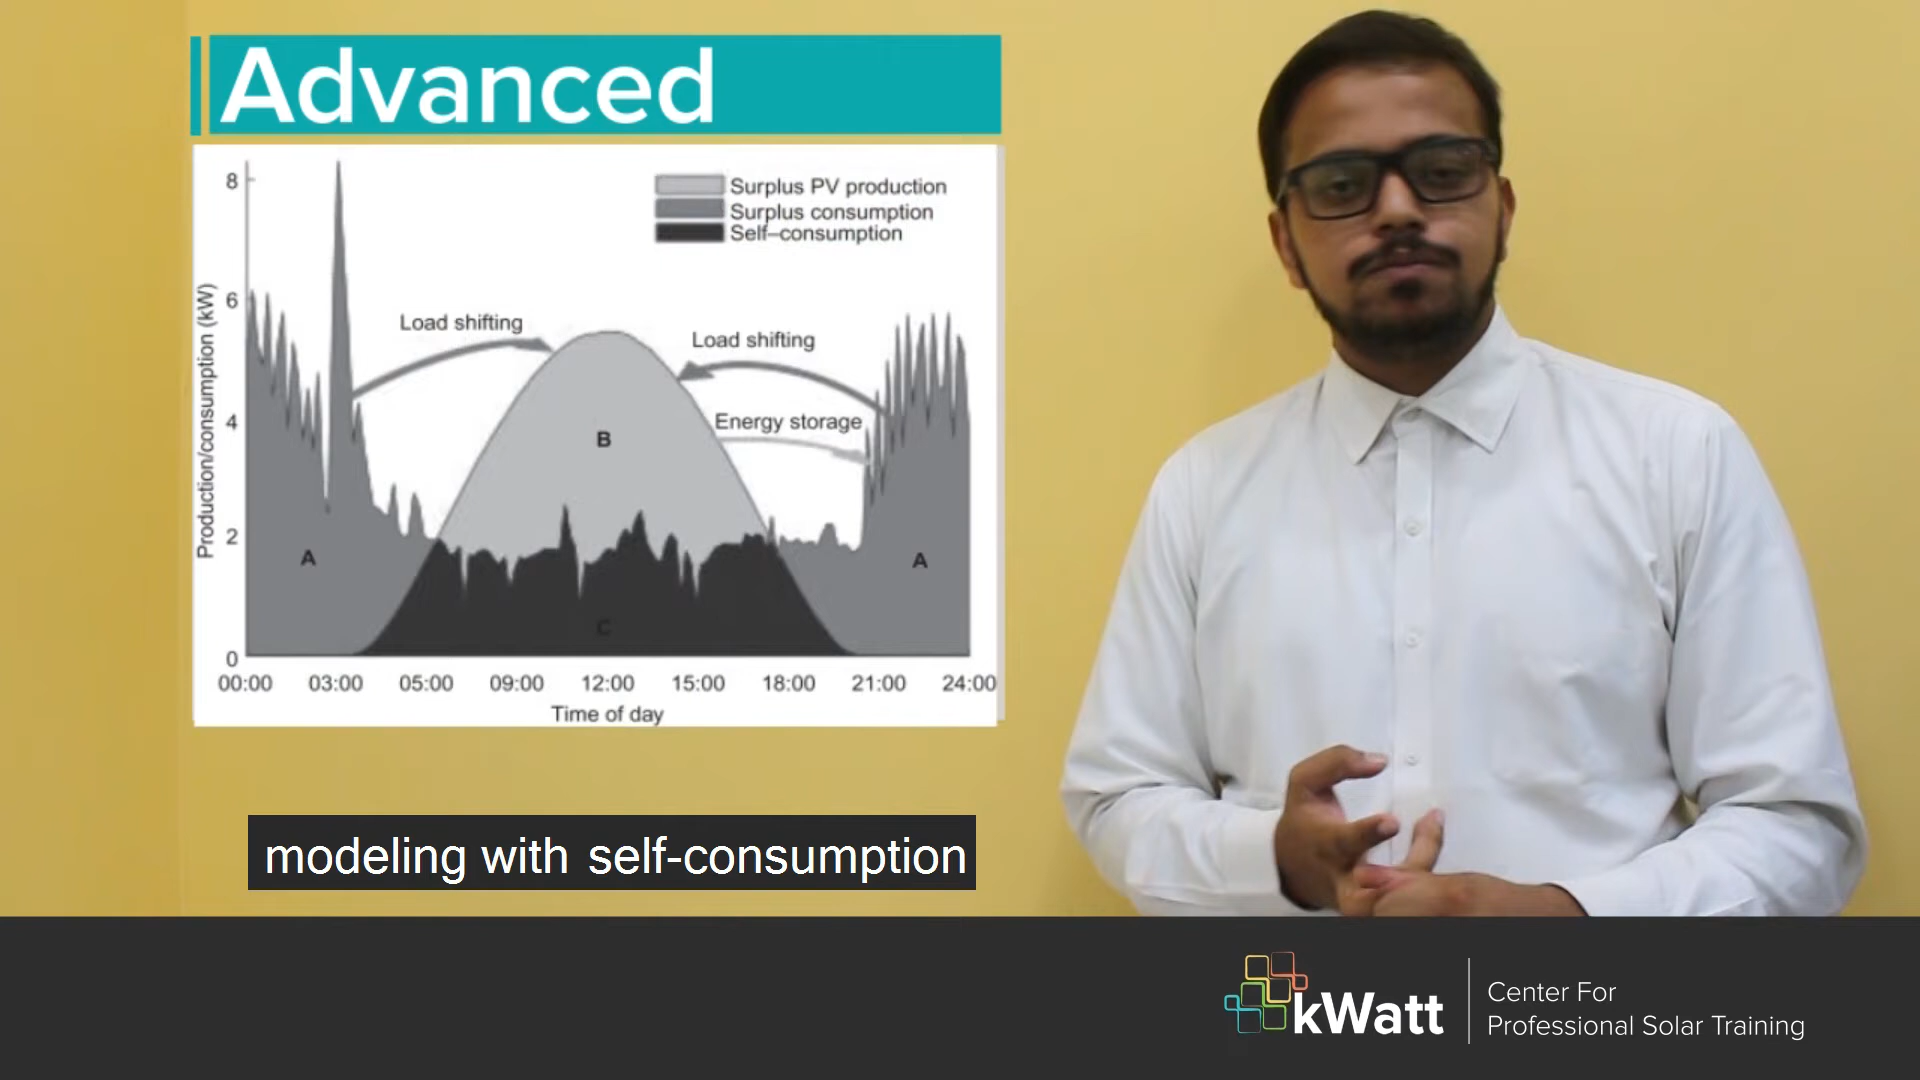 Advanced
8
6
4
2
0
Production/consumption (kW)
Surplus PV production
Surplus consumption
Self–consumption
Load shifting
Load shifting
Energy storage
B
A
A
C
00:00 03:00 05:00 09:00 12:00 15:00 18:00 21:00 24:00
Time of day
modeling with self-consumption
kWatt
Center For
Professional Solar Training